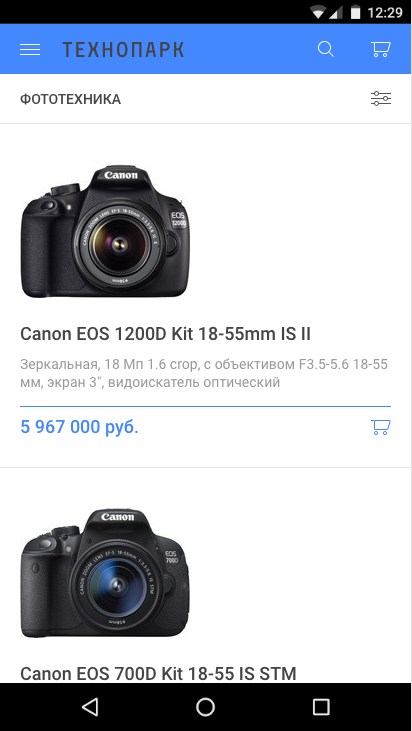 12:29
ТЕХНОПАРК
ФОТОТЕХНИКА
Canon
EOS
1200D
Canon EOS 1200D Kit 18-55mm IS II
Зеркальная, 18 Мп 1.6 crop, с объективом F3.5-5.6 18-55
мм, экран 3", видоискатель оптический
5 967 000 руб.
Canon
EOS
700D
Canon EOS 700D Kit 18-55 IS STM